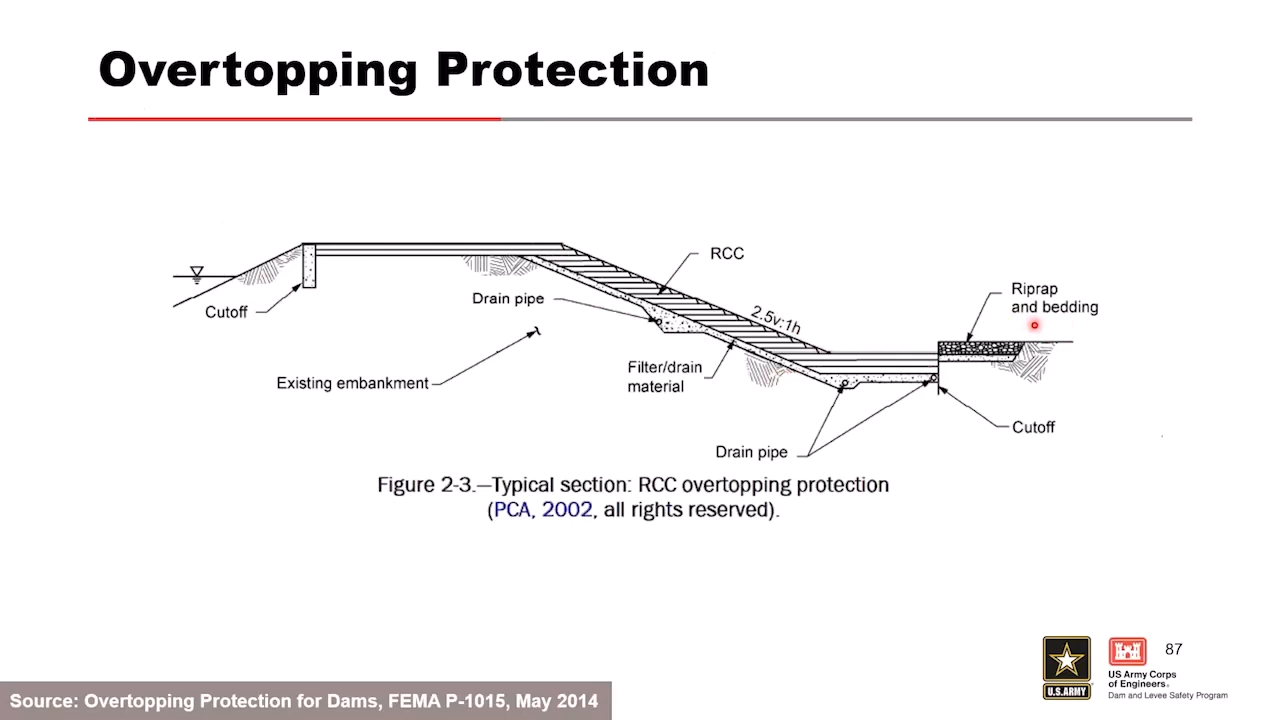 Overtopping Protection
RCC
Riprap
and bedding
Drain pipe
Cutoff
2.5v:1h
Filter/drain
material
Existing embankment
Cutoff
Drain pipe
Figure 2-3.—Typical section: RCC overtopping protection
(PCA, 2002, all rights reserved).
87
U.S.ARMY
US Army Corps
of Engineers®
Dam and Levee Safety Program
Source: Overtopping Protection for Dams, FEMA P-1015, May 2014